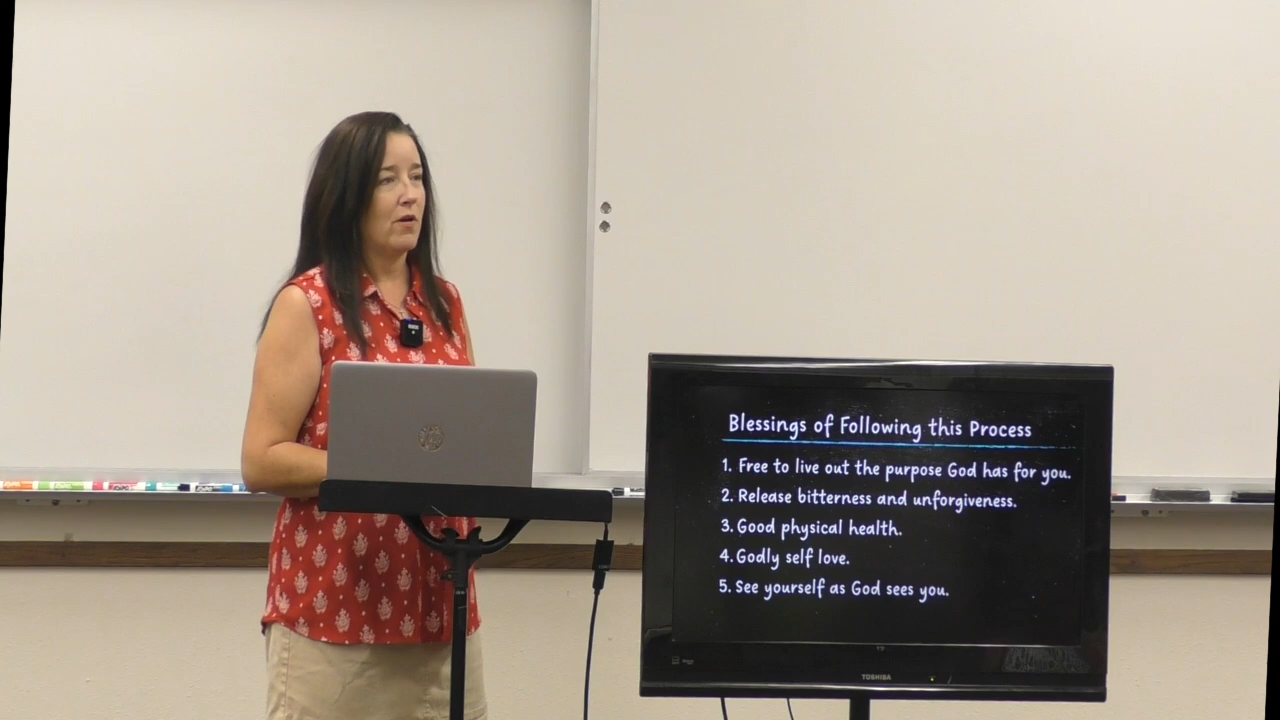 Blessings of Following this Process
1. Free to live out the purpose God has for you.
2. Release bitterness and unforgiveness.
3. Good physical health.
4. Godly self love.
5. See yourself as God sees you.
TOSHIBA